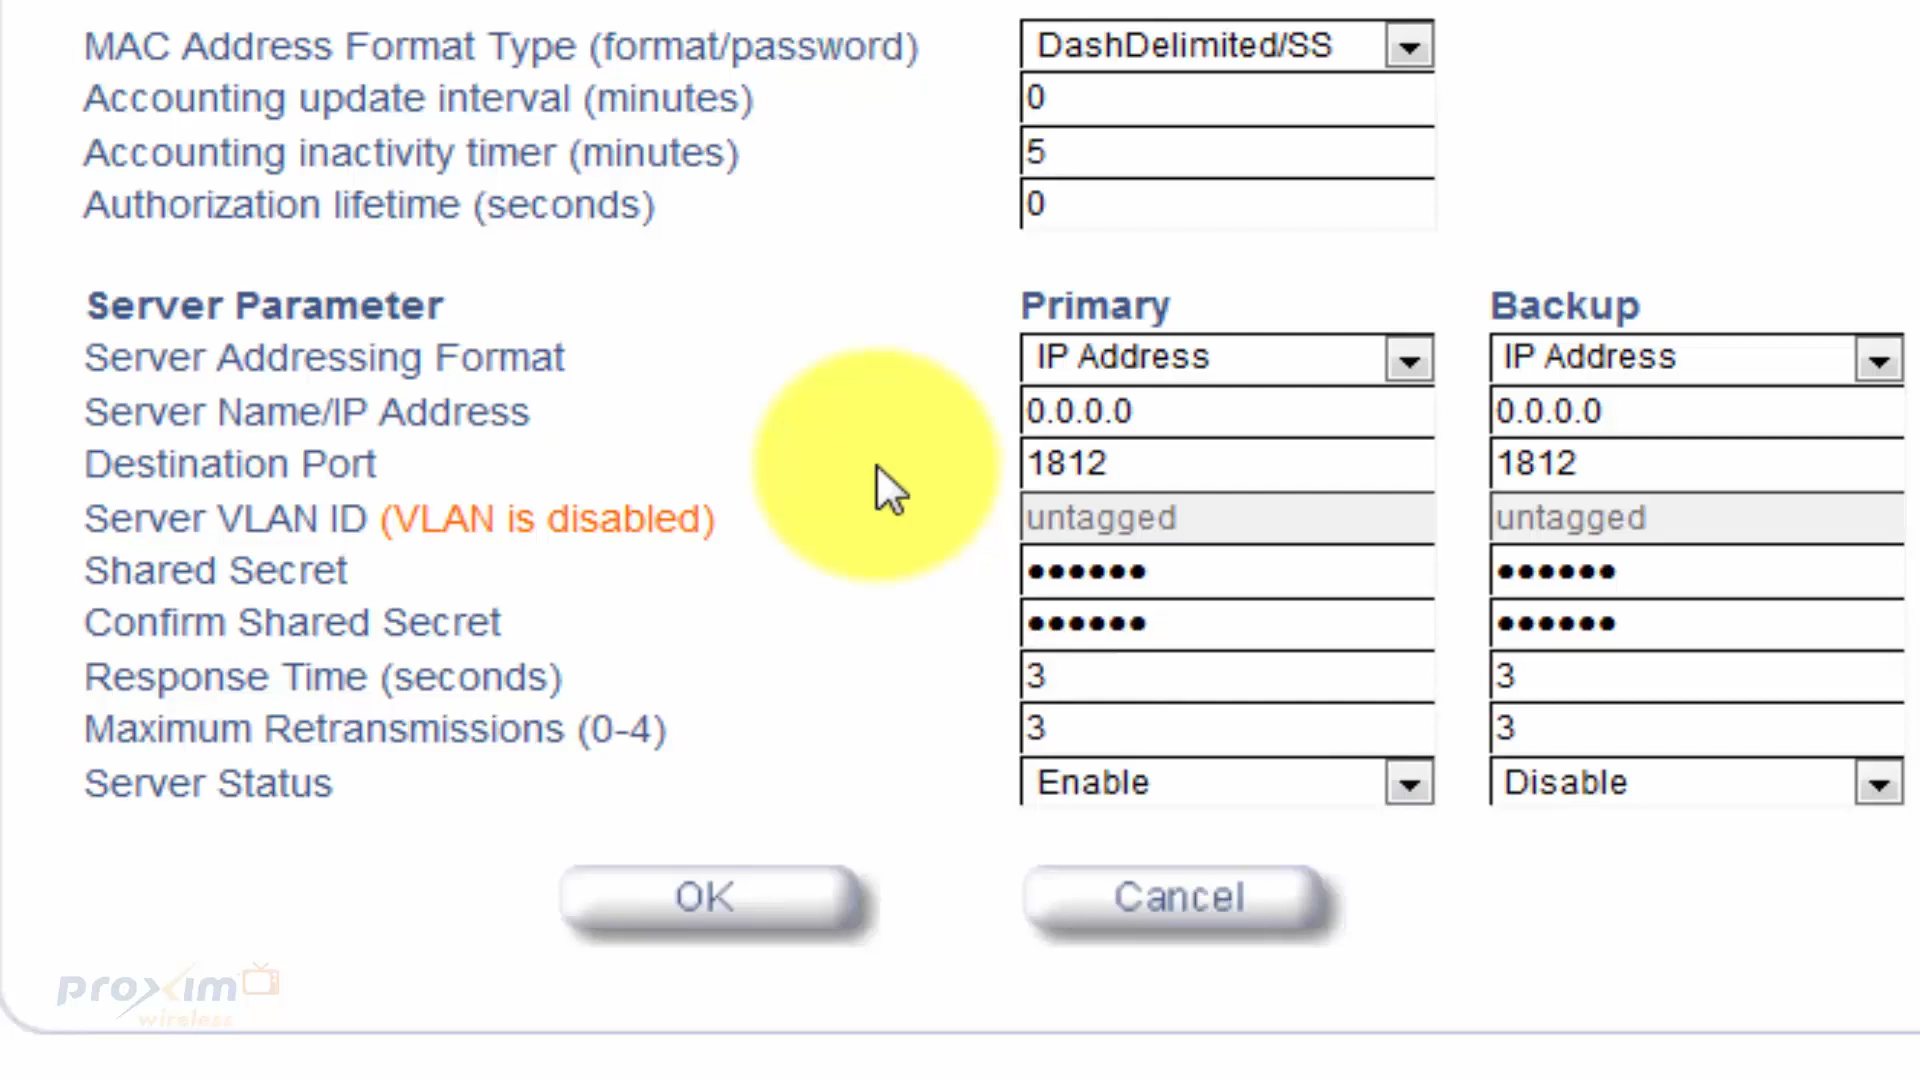 MAC Address Format Type (format/password) DashDelimited/SS
Accounting update interval (minutes) 0
Accounting inactivity timer (minutes) 5
Authorization lifetime (seconds) 0
Server Parameter Primary Backup
Server Addressing Format IP Address IP Address
Server Name/IP Address 0.0.0.0 0.0.0.0
Destination Port 1812 1812
Server VLAN ID (VLAN is disabled) untagged untagged
Shared Secret •••••• ••••••
Confirm Shared Secret •••••• ••••••
Response Time (seconds) 3 3
Maximum Retransmissions (0-4) 3 3
Server Status Enable Disable
OK Cancel
proxim
wireless